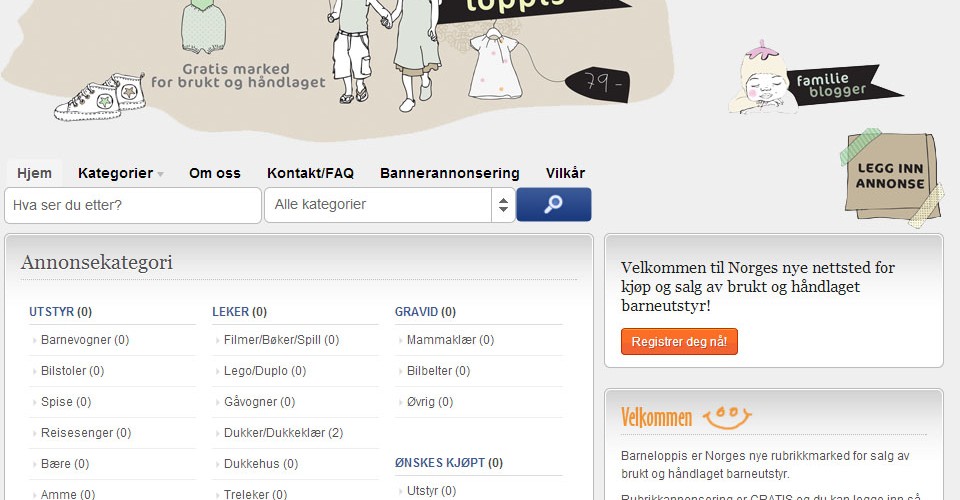 loppis
Gratis marked
for brukt og håndlaget
79-
familie
blogger
LEGG INN
ANNONSE
Hjem
Kategorier
Om oss
Kontakt/FAQ
Bannerannonsering
Vilkår
Hva ser du etter?
Alle kategorier
Annonsekategori
UTSTYR (0)
Barnevogner (0)
Bilstoler (0)
Spise (0)
Reisesenger (0)
Bære (0)
Amme (0)
LEKER (0)
Filmer/Bøker/Spill (0)
Lego/Duplo (0)
Gåvogner (0)
Dukker/Dukkeklær (2)
Dukkehus (0)
Treleker (0)
GRAVID (0)
Mammaklær (0)
Bilbelter (0)
Øvrig (0)
ØNSKES KJØPT (0)
Utstyr (0)
Velkommen til Norges nye nettsted for
kjøp og salg av brukt og håndlaget
barneutstyr!
Registrer deg nå!
Velkommen
Barneloppis er Norges nye rubrikkmarked for salg av
brukt og håndlaget barneutstyr.
Rubrikkannonsering er GRATIS og du kan legge inn så